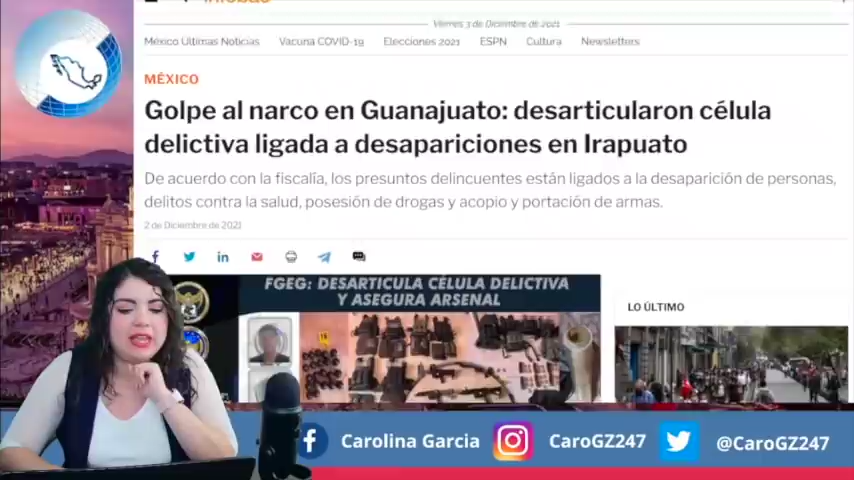 infobae
Viernes 3 de Diciembre de 2021
México Últimas Noticias Vacuna COVID-19 Elecciones 2021 ESPN Cultura Newsletters
MÉXICO
Golpe al narco en Guanajuato: desarticularon célula
delictiva ligada a desapariciones en Irapuato
De acuerdo con la fiscalía, los presuntos delincuentes están ligados a la desaparición de personas,
delitos contra la salud, posesión de drogas y acopio y portación de armas.
2 de Diciembre de 2021
FGEG: DESARTICULA CÉLULA DELICTIVA
Y ASEGURA ARSENAL
LO ÚLTIMO
Carolina Garcia CaroGZ247 @CaroGZ247